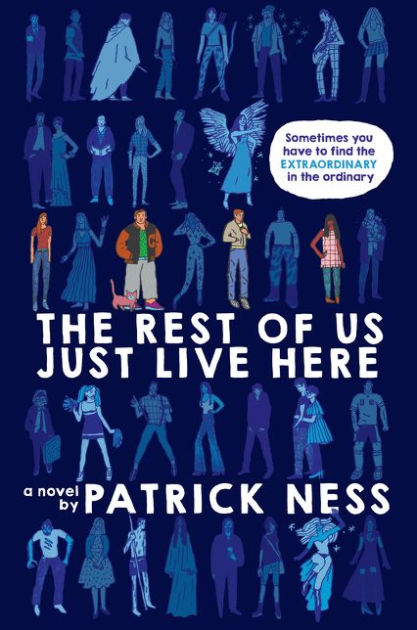 Sometimes you
have to find the
EXTRAORDINARY
in the ordinary
THE REST OF US
JUST LIVE HERE
a novel
by
PATRICK NESS